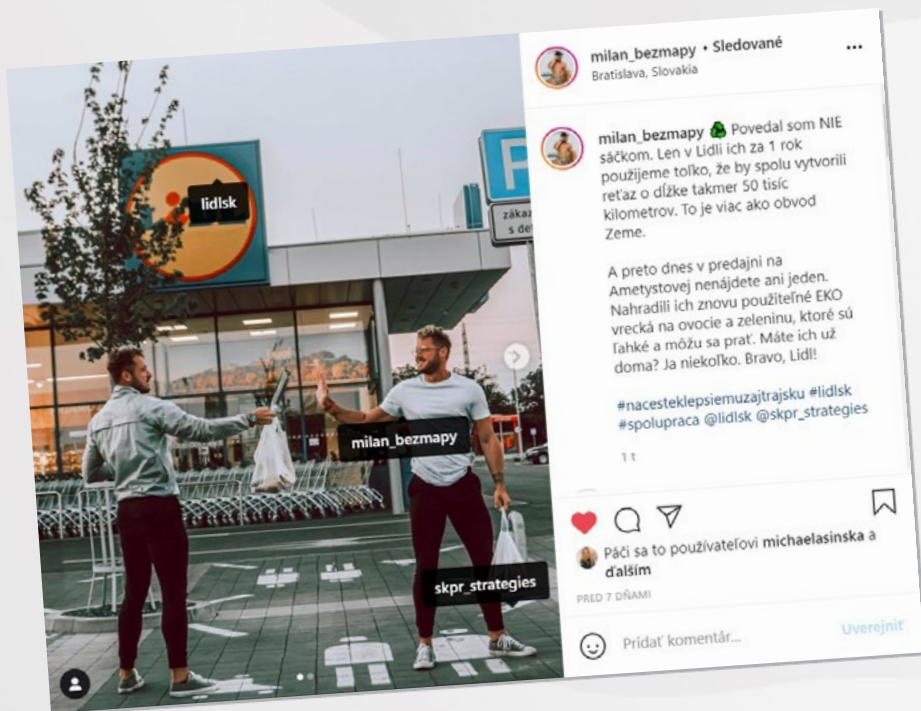 milan_bezmapy • Sledované
Bratislava, Slovakia
milan_bezmapy Povedal som NIE
sáčkom. Len v Lidli ich za 1 rok
použijeme toľko, že by spolu vytvorili
reťaz o dĺžke takmer 50 tisíc
kilometrov. To je viac ako obvod
Zeme.
A preto dnes v predajni na
Ametystovej nenájdete ani jeden.
Nahradili ich znovu použiteľné EKO
vrecká na ovocie a zeleninu, ktoré sú
ľahké a môžu sa prať. Máte ich už
doma? Ja niekoľko. Bravo, Lidl!
#nacesteklepsiemuzajtrajsku #lidlsk
#spolupraca @lidlsk @skpr_strategies
1 t
Páči sa to používateľovi michaelasinska a
ďalším
PRED 7 DŇAMI
Pridať komentár...
Uverejniť
lidlsk
P
zákaz
s de
milan_bezmapy
skpr_strategies